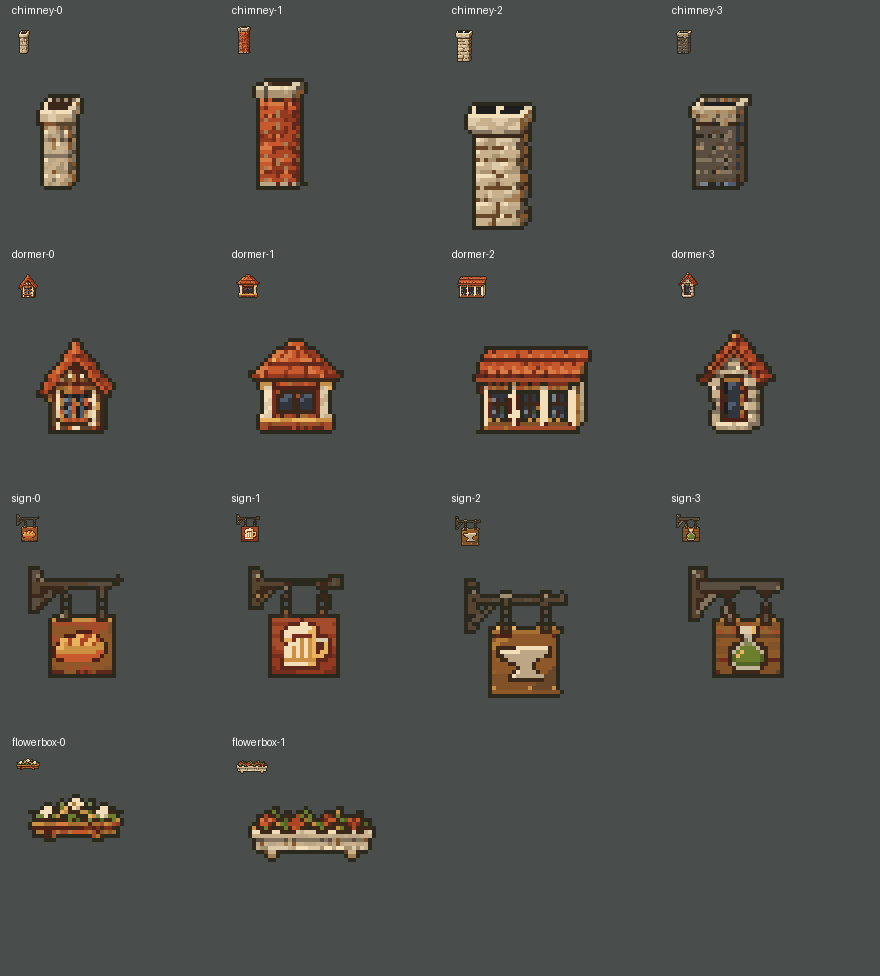 chimney-0
chimney-1
chimney-2
chimney-3
dormer-0
dormer-1
dormer-2
dormer-3
sign-0
sign-1
sign-2
sign-3
flowerbox-0
flowerbox-1